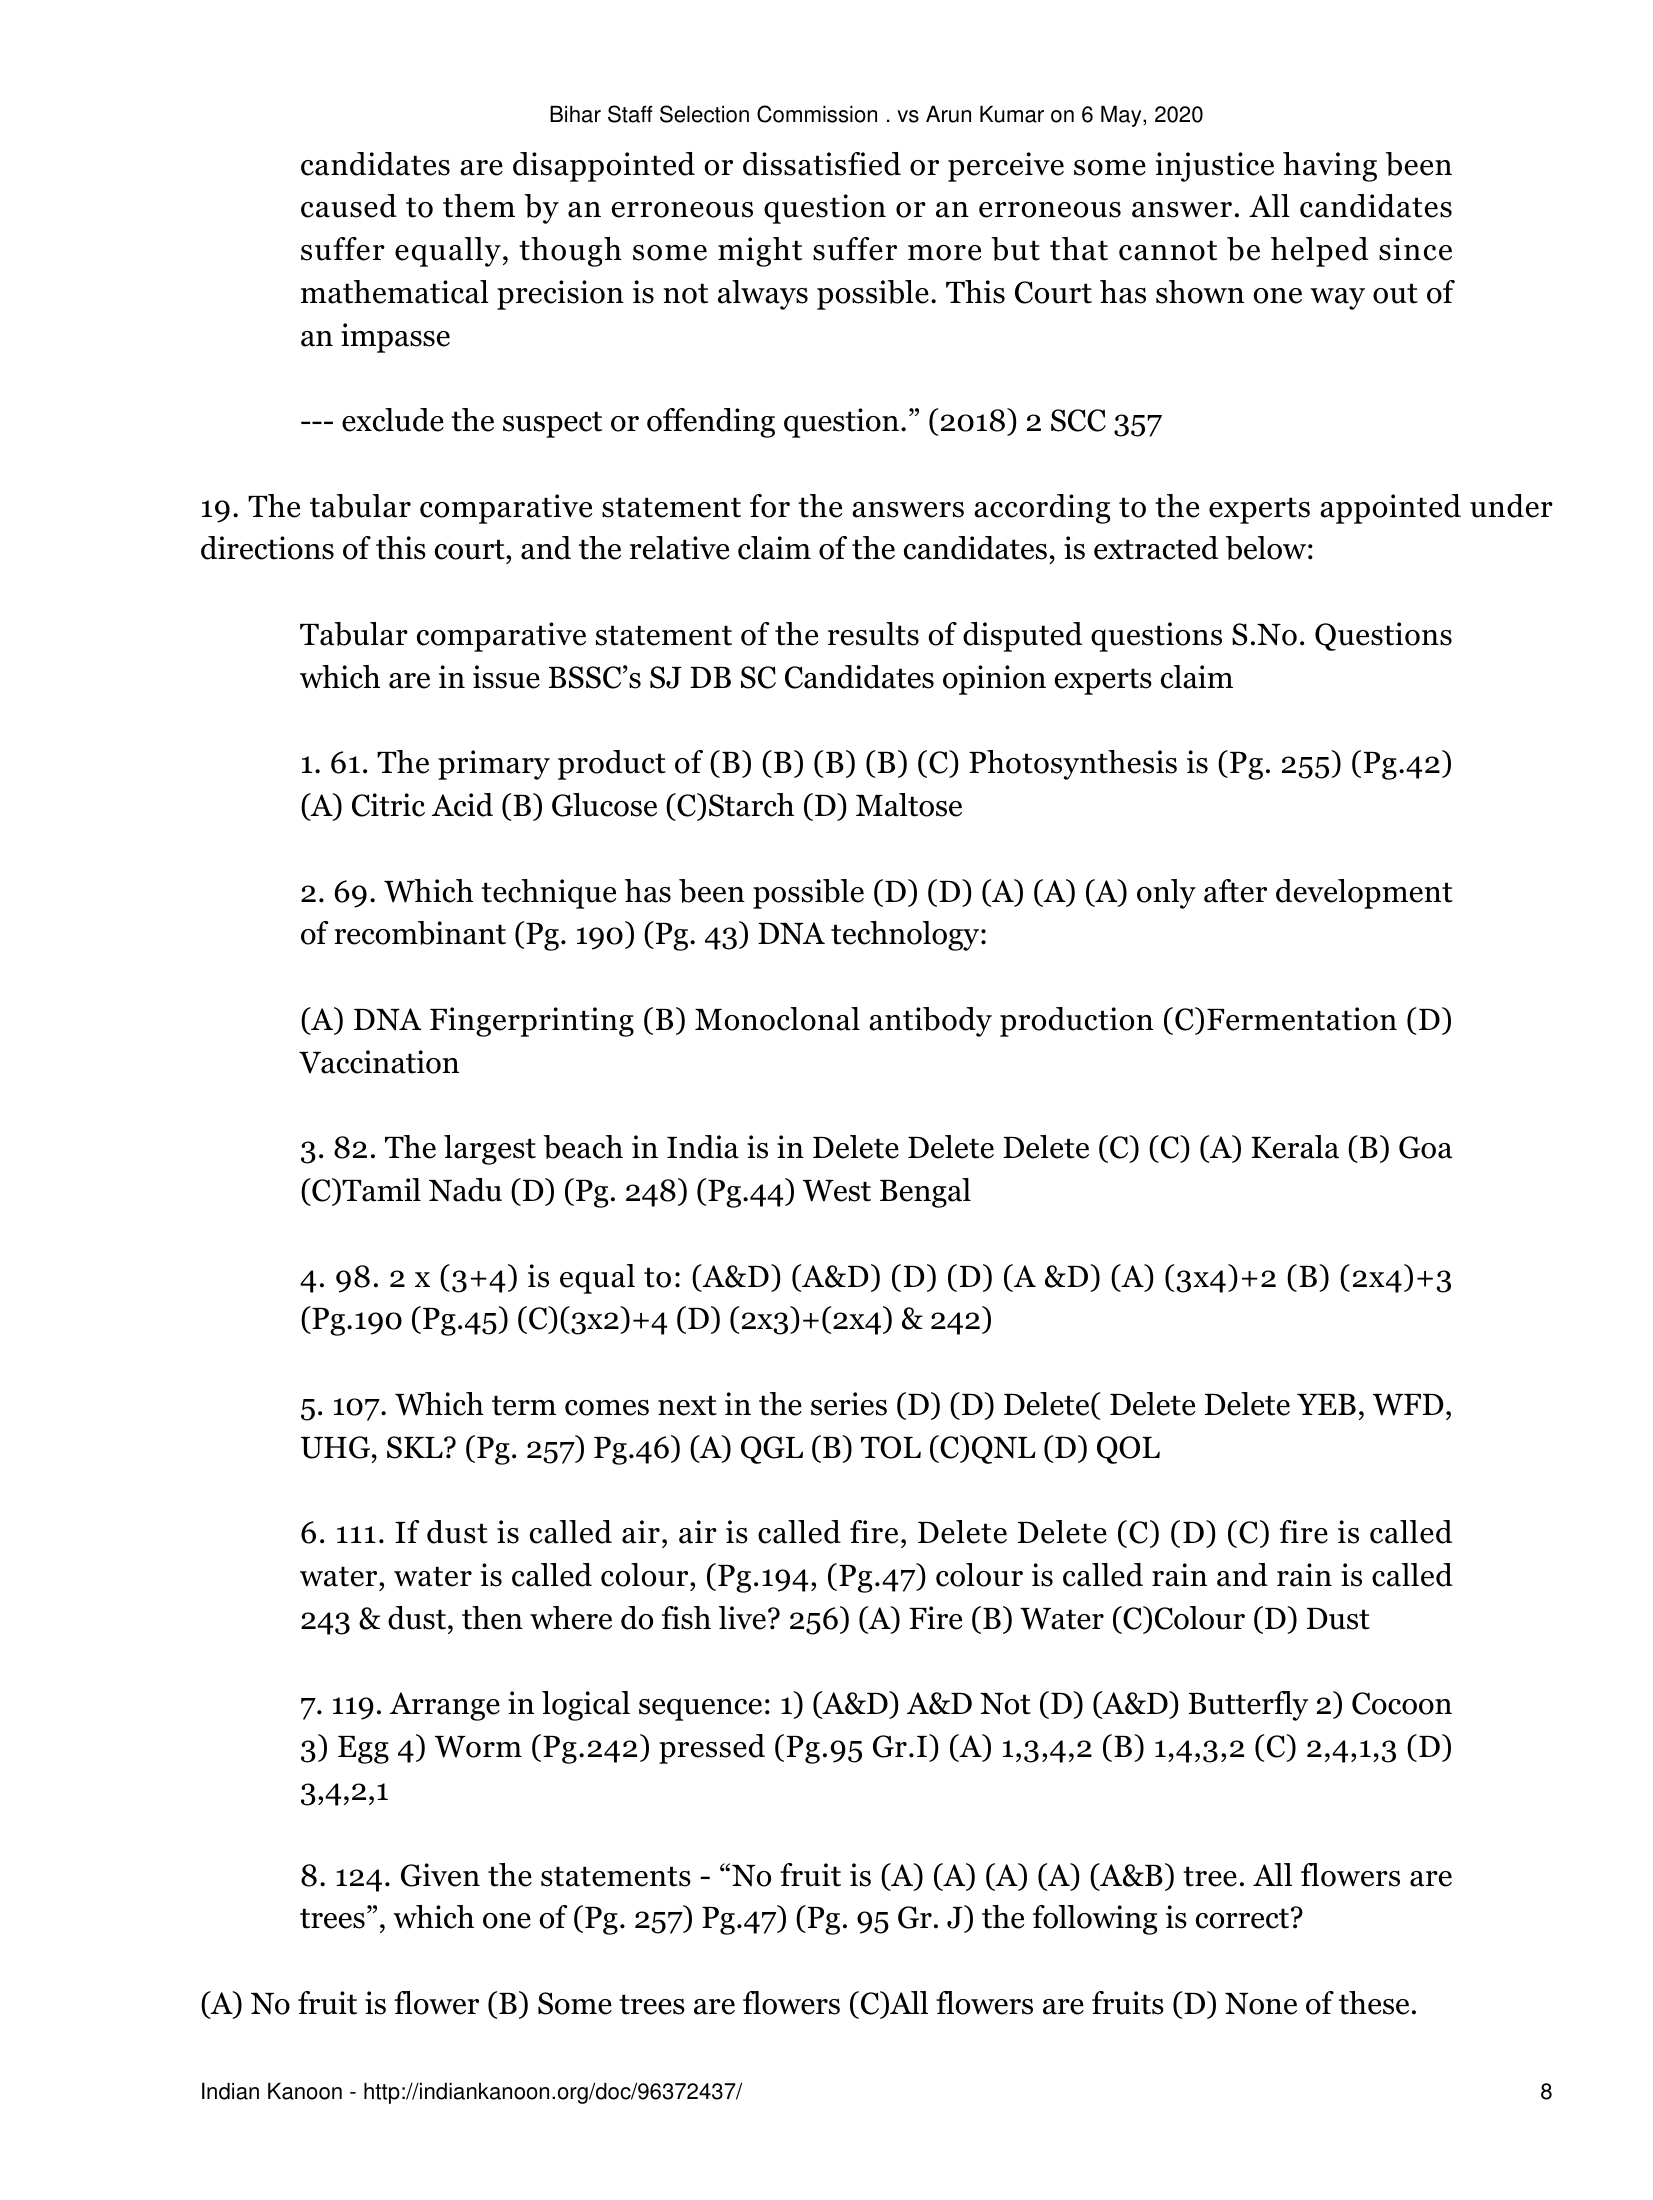 Bihar Staff Selection Commission . vs Arun Kumar on 6 May, 2020
candidates are disappointed or dissatisfied or perceive some injustice having been
caused to them by an erroneous question or an erroneous answer. All candidates
suffer equally, though some might suffer more but that cannot be helped since
mathematical precision is not always possible. This Court has shown one way out of
an impasse
--- exclude the suspect or offending question.” (2018) 2 SCC 357
19. The tabular comparative statement for the answers according to the experts appointed under
directions of this court, and the relative claim of the candidates, is extracted below:
Tabular comparative statement of the results of disputed questions S.No. Questions
which are in issue BSSC’s SJ DB SC Candidates opinion experts claim
1. 61. The primary product of (B) (B) (B) (B) (C) Photosynthesis is (Pg. 255) (Pg.42)
(A) Citric Acid (B) Glucose (C)Starch (D) Maltose
2. 69. Which technique has been possible (D) (D) (A) (A) (A) only after development
of recombinant (Pg. 190) (Pg. 43) DNA technology:
(A) DNA Fingerprinting (B) Monoclonal antibody production (C)Fermentation (D)
Vaccination
3. 82. The largest beach in India is in Delete Delete Delete (C) (C) (A) Kerala (B) Goa
(C)Tamil Nadu (D) (Pg. 248) (Pg.44) West Bengal
4. 98. 2 x (3+4) is equal to: (A&D) (A&D) (D) (D) (A &D) (A) (3x4)+2 (B) (2x4)+3
(Pg.190 (Pg.45) (C)(3x2)+4 (D) (2x3)+(2x4) & 242)
5. 107. Which term comes next in the series (D) (D) Delete( Delete Delete YEB, WFD,
UHG, SKL? (Pg. 257) Pg.46) (A) QGL (B) TOL (C)QNL (D) QOL
6. 111. If dust is called air, air is called fire, Delete Delete (C) (D) (C) fire is called
water, water is called colour, (Pg.194, (Pg.47) colour is called rain and rain is called
243 & dust, then where do fish live? 256) (A) Fire (B) Water (C)Colour (D) Dust
7. 119. Arrange in logical sequence: 1) (A&D) A&D Not (D) (A&D) Butterfly 2) Cocoon
3) Egg 4) Worm (Pg.242) pressed (Pg.95 Gr.I) (A) 1,3,4,2 (B) 1,4,3,2 (C) 2,4,1,3 (D)
3,4,2,1
8. 124. Given the statements - “No fruit is (A) (A) (A) (A) (A&B) tree. All flowers are
trees”, which one of (Pg. 257) Pg.47) (Pg. 95 Gr. J) the following is correct?
(A) No fruit is flower (B) Some trees are flowers (C)All flowers are fruits (D) None of these.
Indian Kanoon - http://indiankanoon.org/doc/96372437/ 8